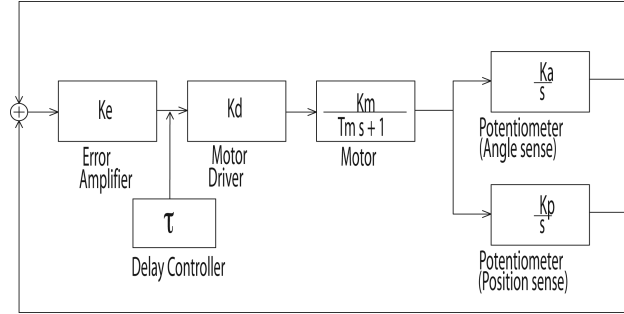 Ke
Kd
Km
Tm s + 1
Ka
s
Error
Amplifier
Motor
Driver
Motor
Potentiometer
(Angle sense)
τ
Delay Controller
Kp
s
Potentiometer
(Position sense)